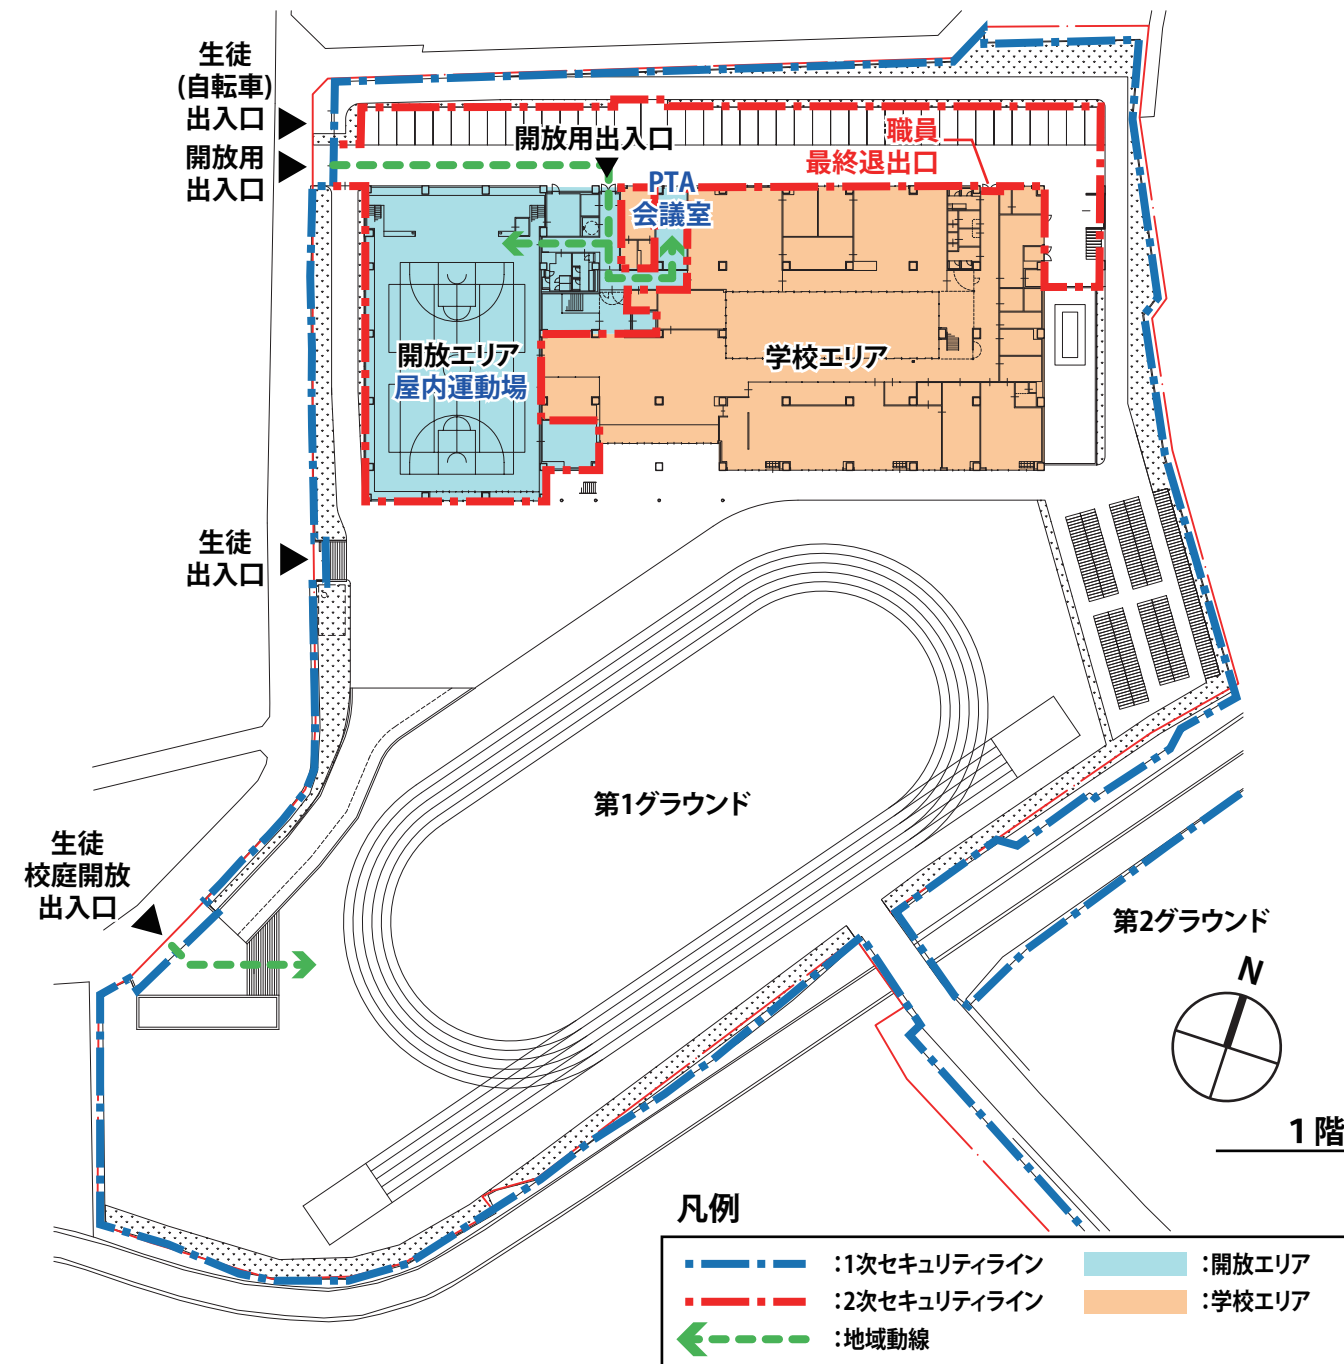 生徒
(自転車)
出入口
開放用
出入口
開放用出入口
職員
最終退出口
PTA
会議室
開放エリア
屋内運動場
学校エリア
生徒
出入口
第1グラウンド
生徒
校庭開放
出入口
第2グラウンド
N
1階
凡例
:1次セキュリティライン
:開放エリア
:2次セキュリティライン
:学校エリア
:地域動線